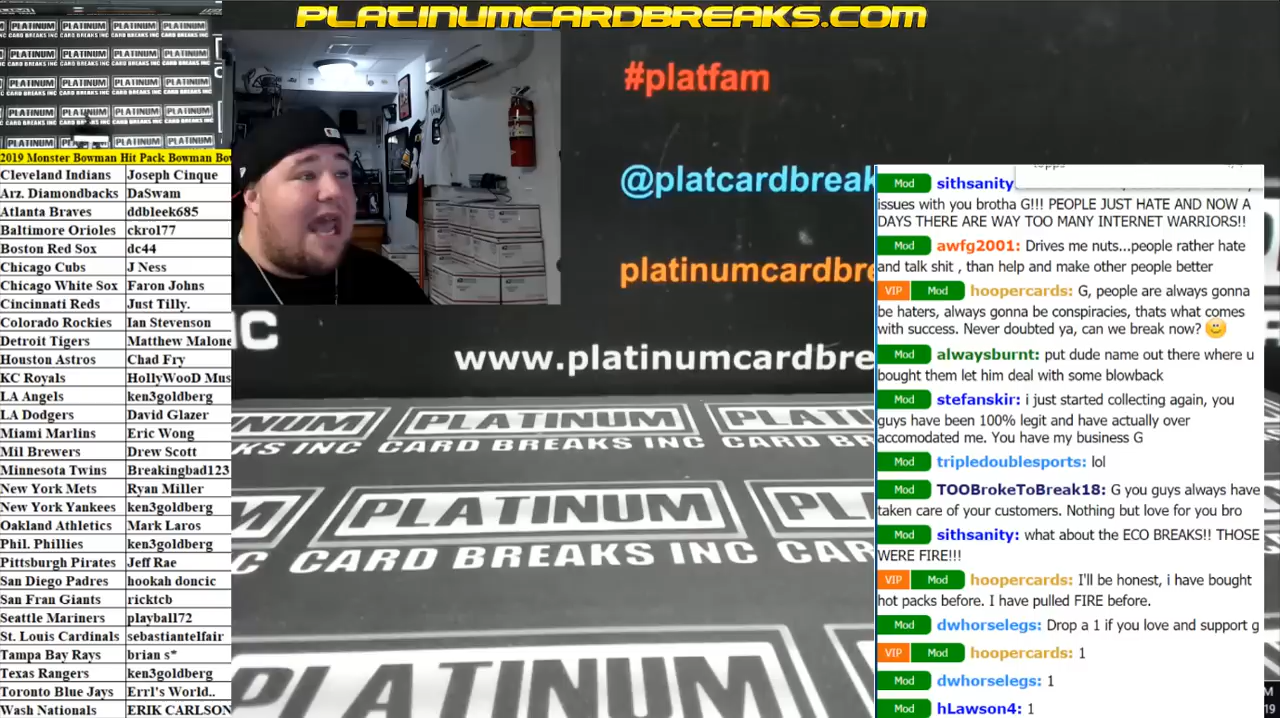 PLATINUMCARDBREAKS.COM
#platfam
@platcardbreak
platinumcardbre
www.platinumcardbre
2019 Monster Bowman Hit Pack Bowman Bow
Cleveland Indians Joseph Cinque
Arz. Diamondbacks DaSwam
Atlanta Braves ddbleek685
Baltimore Orioles ckrol77
Boston Red Sox dc44
Chicago Cubs J Ness
Chicago White Sox Faron Johns
Cincinnati Reds Just Tilly.
Colorado Rockies Ian Stevenson
Detroit Tigers Matthew Malone
Houston Astros Chad Fry
KC Royals HollyWooD Mus
LA Angels ken3goldberg
LA Dodgers David Glazer
Miami Marlins Eric Wong
Mil Brewers Drew Scott
Minnesota Twins Breakingbad123
New York Mets Ryan Miller
New York Yankees ken3goldberg
Oakland Athletics Mark Laros
Phil. Phillies ken3goldberg
Pittsburgh Pirates Jeff Rae
San Diego Padres hookah doncic
San Fran Giants ricktcb
Seattle Mariners playball72
St. Louis Cardinals sebastiantelfair
Tampa Bay Rays brian s*
Texas Rangers ken3goldberg
Toronto Blue Jays Errl's World..
Wash Nationals ERIK CARLSON
Mod sithsanity
issues with you brotha G!!! PEOPLE JUST HATE AND NOW A
DAYS THERE ARE WAY TOO MANY INTERNET WARRIORS!!
Mod awfg2001: Drives me nuts...people rather hate
and talk shit , than help and make other people better
VIP Mod hoopercards: G, people are always gonna
be haters, always gonna be conspiracies, thats what comes
with success. Never doubted ya, can we break now?
Mod alwaysburnt: put dude name out there where u
bought them let him deal with some blowback
Mod stefanskir: i just started collecting again, you
guys have been 100% legit and have actually over
accomodated me. You have my business G
Mod tripledoublesports: lol
Mod TOOBrokeToBreak18: G you guys always have
taken care of your customers. Nothing but love for you bro
Mod sithsanity: what about the ECO BREAKS!! THOSE
WERE FIRE!!!
VIP Mod hoopercards: I'll be honest, i have bought
hot packs before. I have pulled FIRE before.
Mod dwhorselegs: Drop a 1 if you love and support g
VIP Mod hoopercards: 1
Mod dwhorselegs: 1
Mod hLawson4: 1
PLATINUM
CARD BREAKS INC
PLATINUM
CARD BREAKS INC
PLATINUM